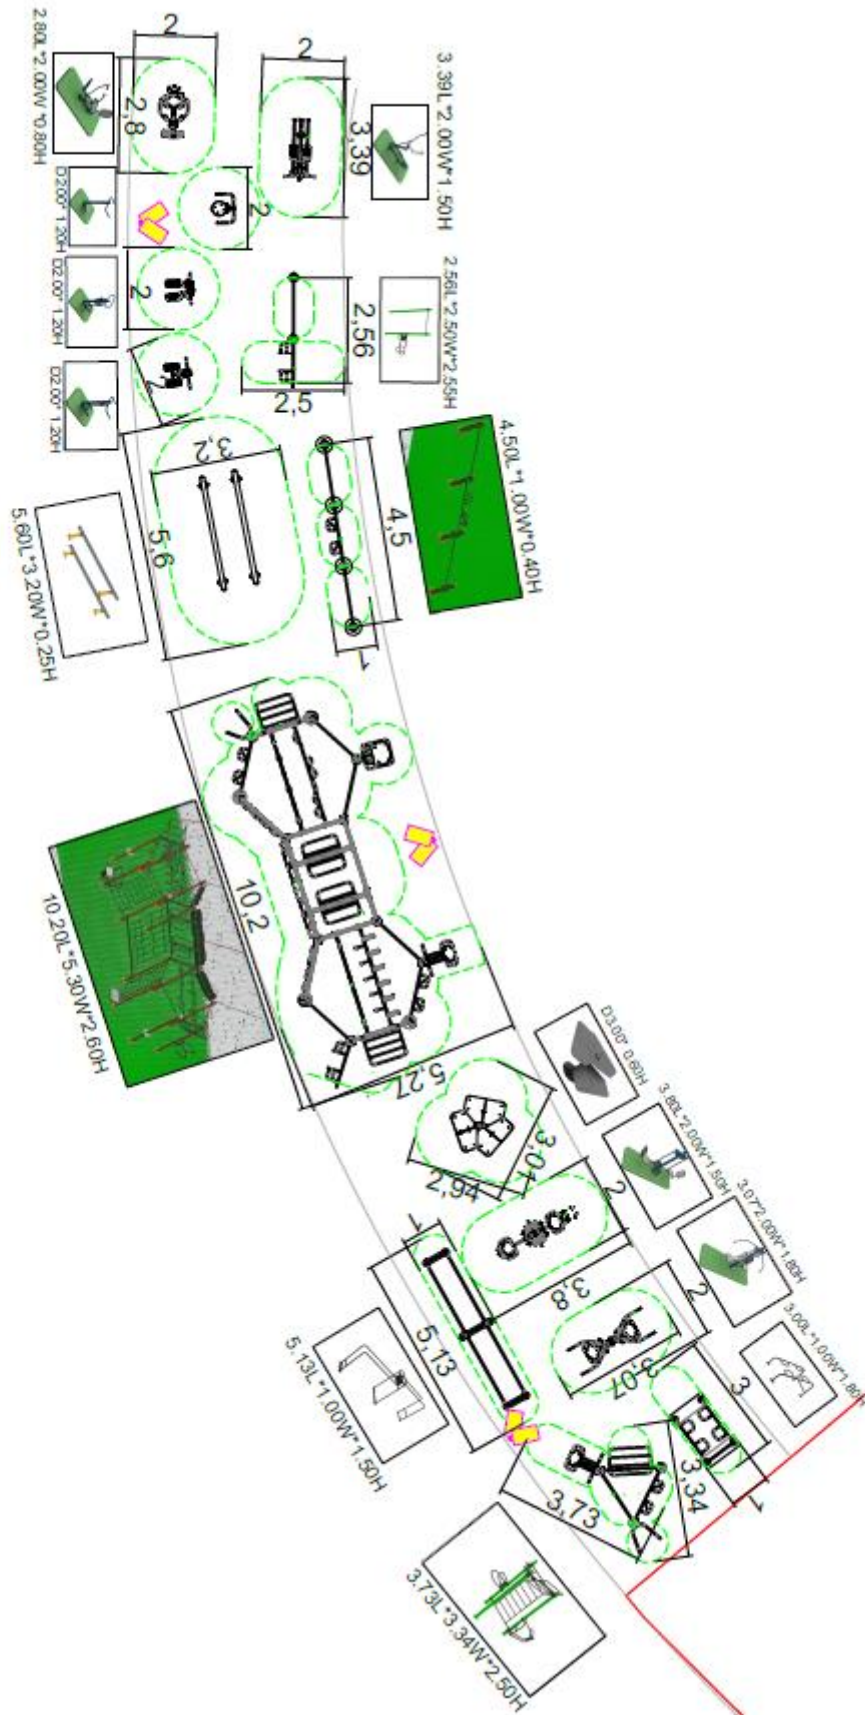 2.80L*2.00W*0.80H
2
2,8
2
3,39
3.39L*2.00W*1.50H
D2.00* 1.20H
2
D2.00* 1.20H
2
2,56
2.56L*2.50W*2.55H
2,5
D2.00* 1.20H
2
3,2
5,6
5.60L*3.20W*0.25H
4,5
4.50L*1.00W*0.40H
1
10,2
10.20L*5.30W*2.60H
5,27
D3.00* 0.60H
3,01
2,94
3.80L*2.00W*1.50H
2
3,8
3.07*2.00W*1.80H
2
3,07
1
5,13
5.13L*1.00W*1.50H
3.00L*1.00W*1.80H
3
1
3,34
3,73
3.73L*3.34W*2.50H